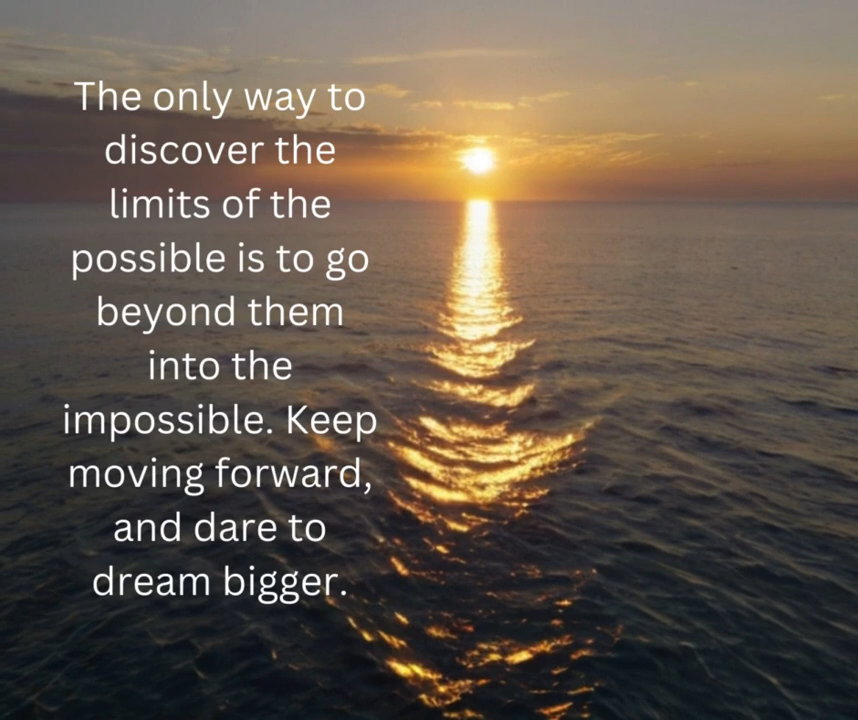 The only way to
discover the
limits of the
possible is to go
beyond them
into the
impossible. Keep
moving forward,
and dare to
dream bigger.